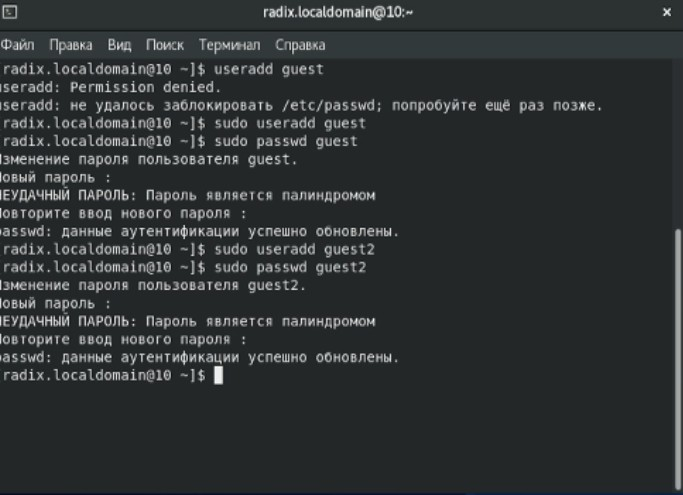 radix.localdomain@10:~
Файл Правка Вид Поиск Терминал Справка
radix.localdomain@10 ~]$ useradd guest
useradd: Permission denied.
useradd: не удалось заблокировать /etc/passwd; попробуйте ещё раз позже.
radix.localdomain@10 ~]$ sudo useradd guest
radix.localdomain@10 ~]$ sudo passwd guest
Изменение пароля пользователя guest.
Новый пароль :
НЕУДАЧНЫЙ ПАРОЛЬ: Пароль является палиндромом
Повторите ввод нового пароля :
passwd: данные аутентификации успешно обновлены.
radix.localdomain@10 ~]$ sudo useradd guest2
radix.localdomain@10 ~]$ sudo passwd guest2
Изменение пароля пользователя guest2.
Новый пароль :
НЕУДАЧНЫЙ ПАРОЛЬ: Пароль является палиндромом
Повторите ввод нового пароля :
passwd: данные аутентификации успешно обновлены.
radix.localdomain@10 ~]$